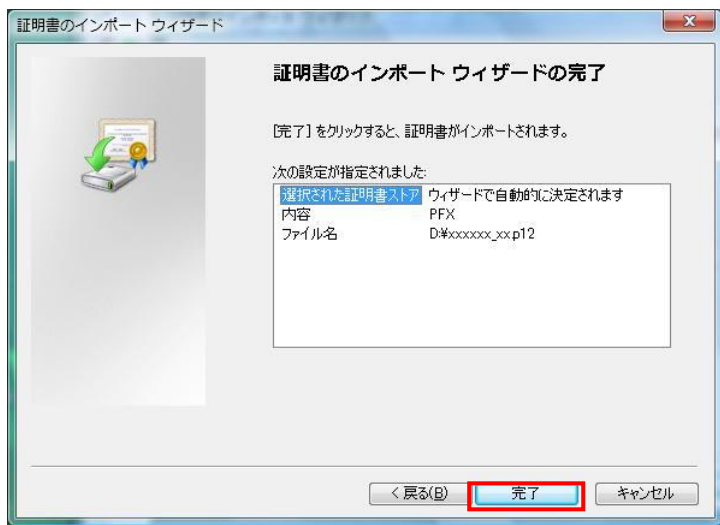 証明書のインポート ウィザード
証明書のインポート ウィザードの完了
[完了] をクリックすると、証明書がインポートされます。
次の設定が指定されました:
選択された証明書ストア ウィザードで自動的に決定されます
内容 PFX
ファイル名 D:¥xxxxxx_xx.p12
< 戻る(B) 完了 キャンセル